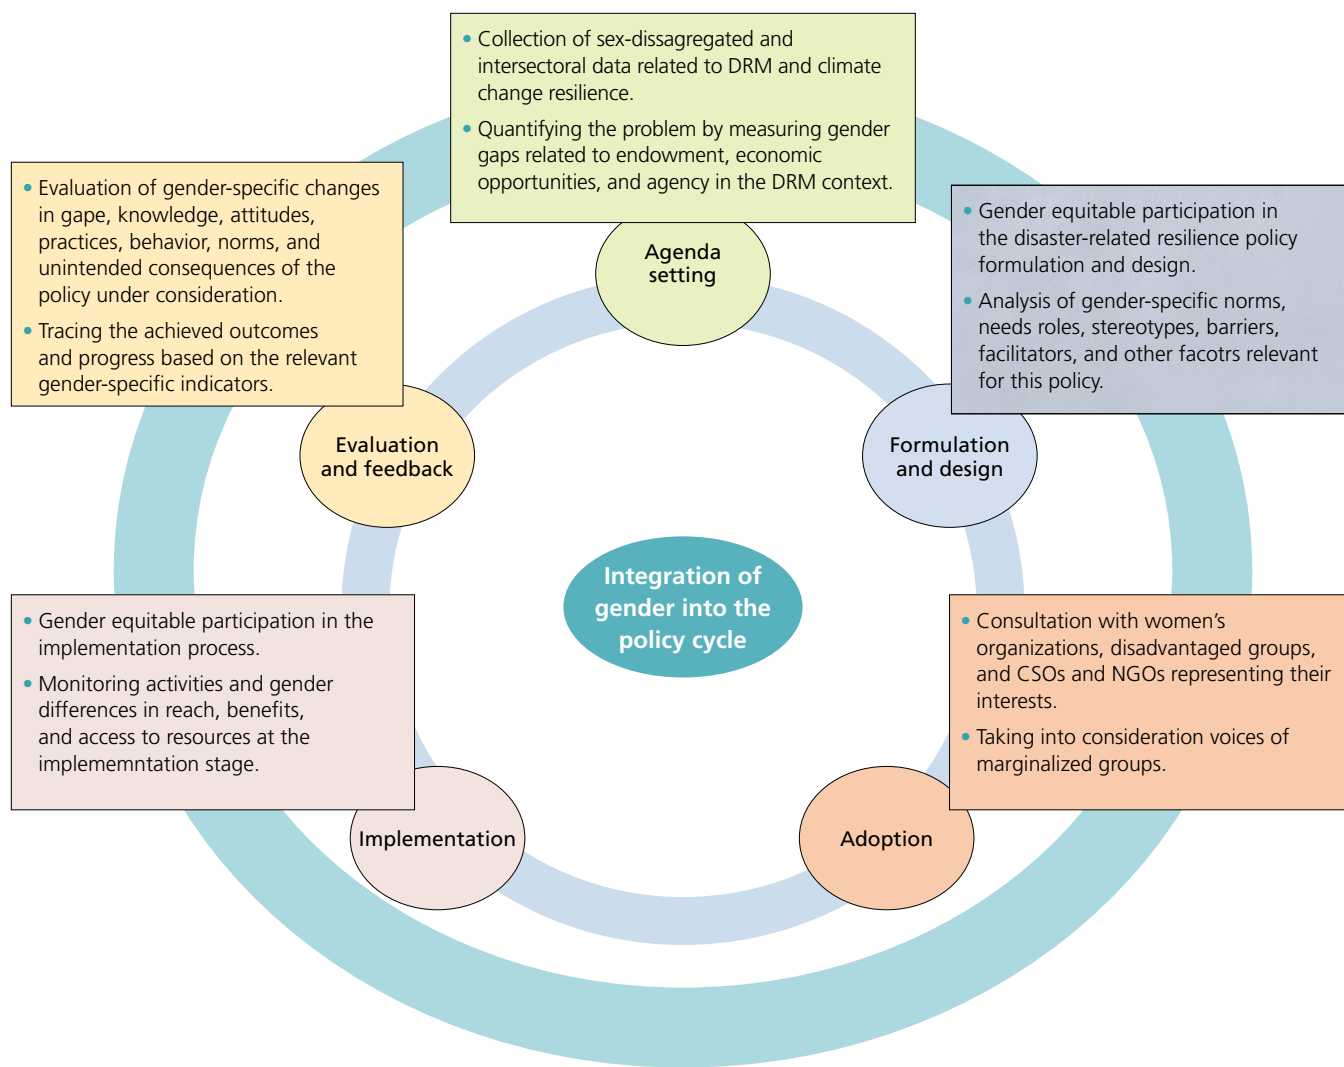 • Collection of sex-dissagregated and
intersectoral data related to DRM and climate
change resilience.
• Quantifying the problem by measuring gender
gaps related to endowment, economic
opportunities, and agency in the DRM context.
Agenda
setting
• Gender equitable participation in
the disaster-related resilience policy
formulation and design.
• Analysis of gender-specific norms,
needs roles, stereotypes, barriers,
facilitators, and other facotrs relevant
for this policy.
Formulation
and design
• Consultation with women’s
organizations, disadvantaged groups,
and CSOs and NGOs representing their
interests.
• Taking into consideration voices of
marginalized groups.
Adoption
• Gender equitable participation in the
implementation process.
• Monitoring activities and gender
differences in reach, benefits,
and access to resources at the
implememntation stage.
Implementation
• Evaluation of gender-specific changes
in gape, knowledge, attitudes,
practices, behavior, norms, and
unintended consequences of the
policy under consideration.
• Tracing the achieved outcomes
and progress based on the relevant
gender-specific indicators.
Evaluation
and feedback
Integration of
gender into the
policy cycle